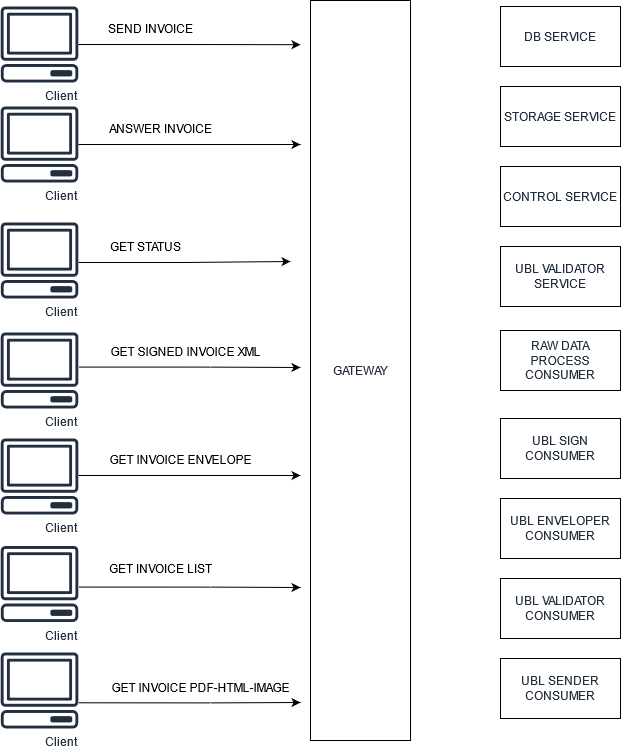 SEND INVOICE
Client
ANSWER INVOICE
Client
GET STATUS
Client
GET SIGNED INVOICE XML
Client
GET INVOICE ENVELOPE
Client
GET INVOICE LIST
Client
GET INVOICE PDF-HTML-IMAGE
Client
GATEWAY
DB SERVICE
STORAGE SERVICE
CONTROL SERVICE
UBL VALIDATOR
SERVICE
RAW DATA
PROCESS
CONSUMER
UBL SIGN
CONSUMER
UBL ENVELOPER
CONSUMER
UBL VALIDATOR
CONSUMER
UBL SENDER
CONSUMER